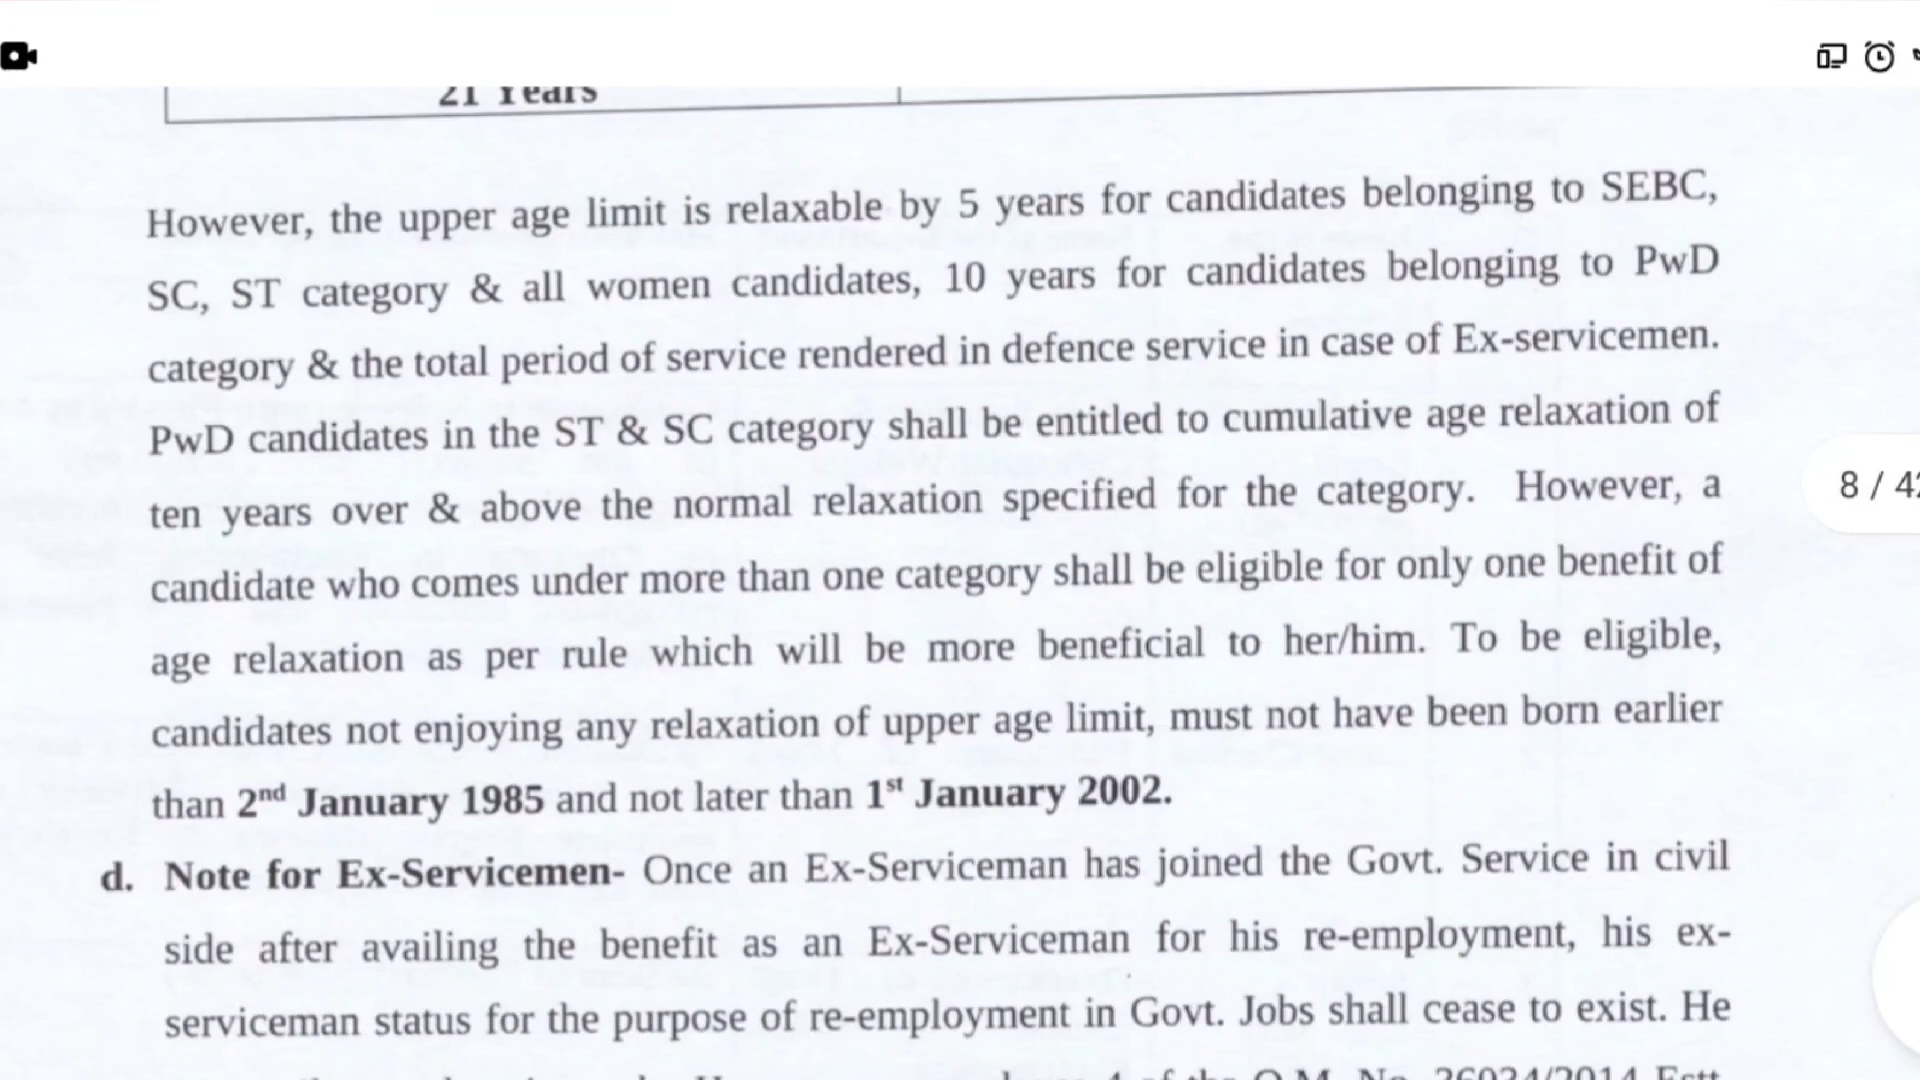 21 Years
However, the upper age limit is relaxable by 5 years for candidates belonging to SEBC,
SC, ST category & all women candidates, 10 years for candidates belonging to PwD
category & the total period of service rendered in defence service in case of Ex-servicemen.
PwD candidates in the ST & SC category shall be entitled to cumulative age relaxation of
ten years over & above the normal relaxation specified for the category. However, a
8 / 42
candidate who comes under more than one category shall be eligible for only one benefit of
age relaxation as per rule which will be more beneficial to her/him. To be eligible,
candidates not enjoying any relaxation of upper age limit, must not have been born earlier
than 2nd January 1985 and not later than 1st January 2002.
d. Note for Ex-Servicemen- Once an Ex-Serviceman has joined the Govt. Service in civil
side after availing the benefit as an Ex-Serviceman for his re-employment, his ex-
serviceman status for the purpose of re-employment in Govt. Jobs shall cease to exist. He
of the O.M. No. 36034/2014 Estt